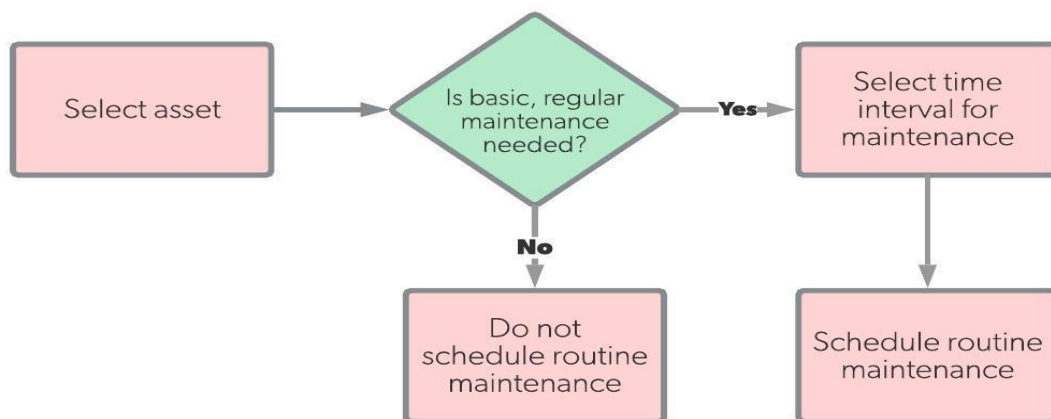 Select asset
Is basic, regular
maintenance
needed?
Yes
Select time
interval for
maintenance
No
Do not
schedule routine
maintenance
Schedule routine
maintenance